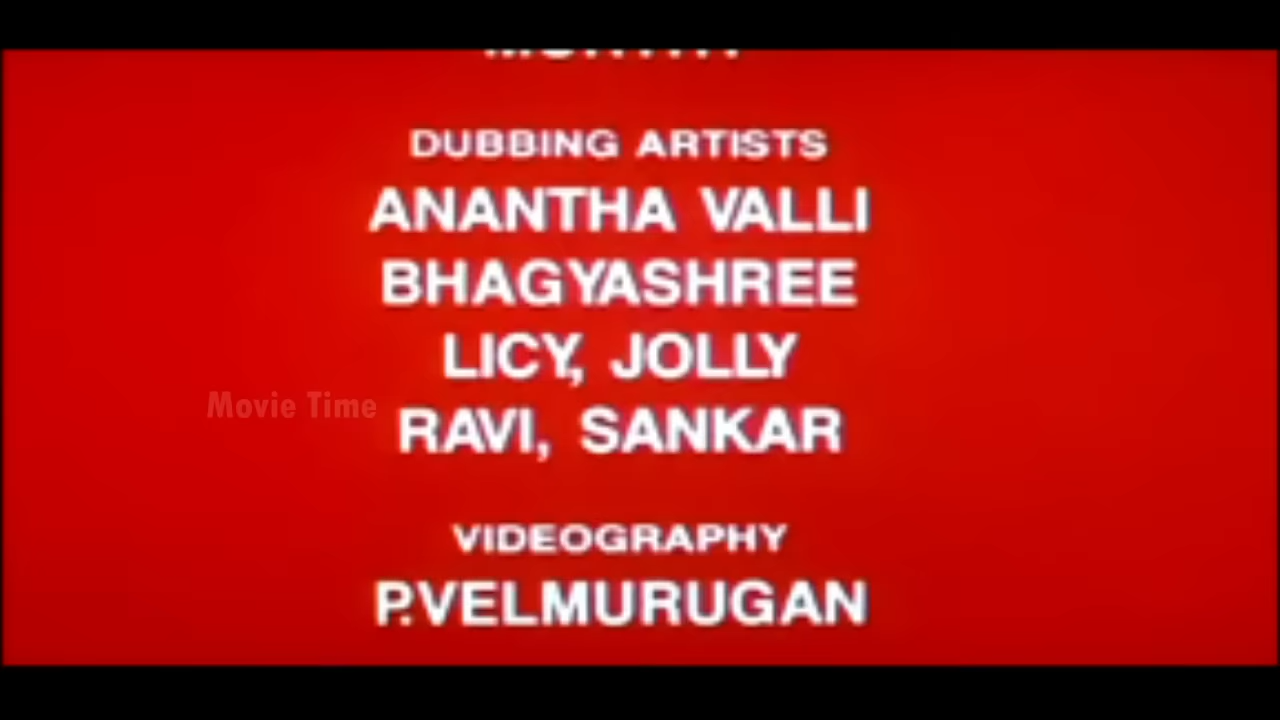 DUBBING ARTISTS
ANANTHA VALLI
BHAGYASHREE
LICY, JOLLY
Movie Time
RAVI, SANKAR
VIDEOGRAPHY
P.VELMURUGAN